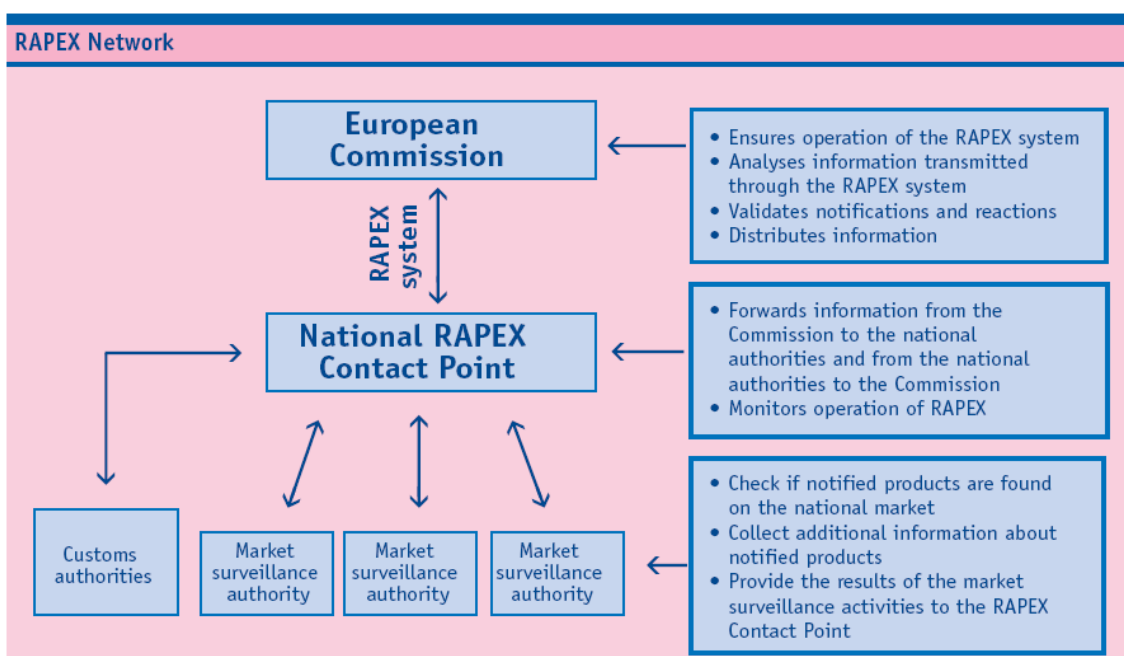 RAPEX Network
European
Commission
• Ensures operation of the RAPEX system
• Analyses information transmitted
through the RAPEX system
• Validates notifications and reactions
• Distributes information
RAPEX
system
National RAPEX
Contact Point
• Forwards information from the
Commission to the national
authorities and from the national
authorities to the Commission
• Monitors operation of RAPEX
Customs
authorities
Market
surveillance
authority
Market
surveillance
authority
Market
surveillance
authority
• Check if notified products are found
on the national market
• Collect additional information about
notified products
• Provide the results of the market
surveillance activities to the RAPEX
Contact Point